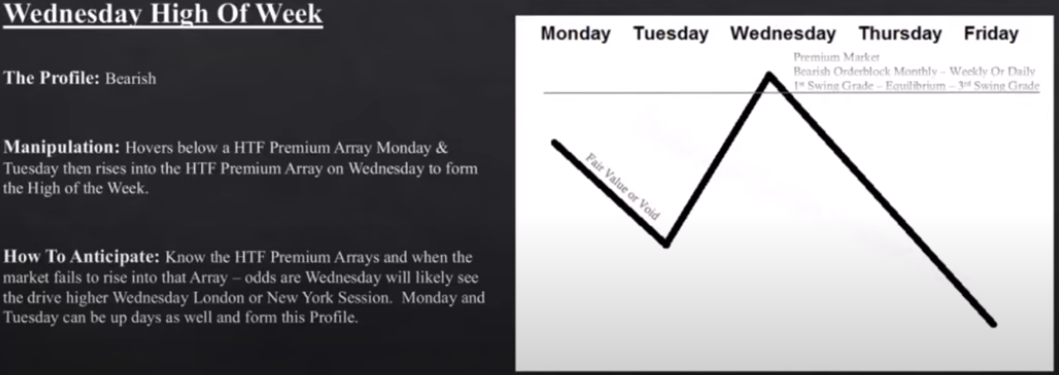 Wednesday High Of Week
The Profile: Bearish
Manipulation: Hovers below a HTF Premium Array Monday &
Tuesday then rises into the HTF Premium Array on Wednesday to form
the High of the Week.
How To Anticipate: Know the HTF Premium Arrays and when the
market fails to rise into that Array – odds are Wednesday will likely see
the drive higher Wednesday London or New York Session. Monday and
Tuesday can be up days as well and form this Profile.
Monday Tuesday Wednesday Thursday Friday
Premium Market
Bearish Orderblock Monthly – Weekly Or Daily
1st Swing Grade – Equilibrium – 3rd Swing Grade
Fair Value or Void